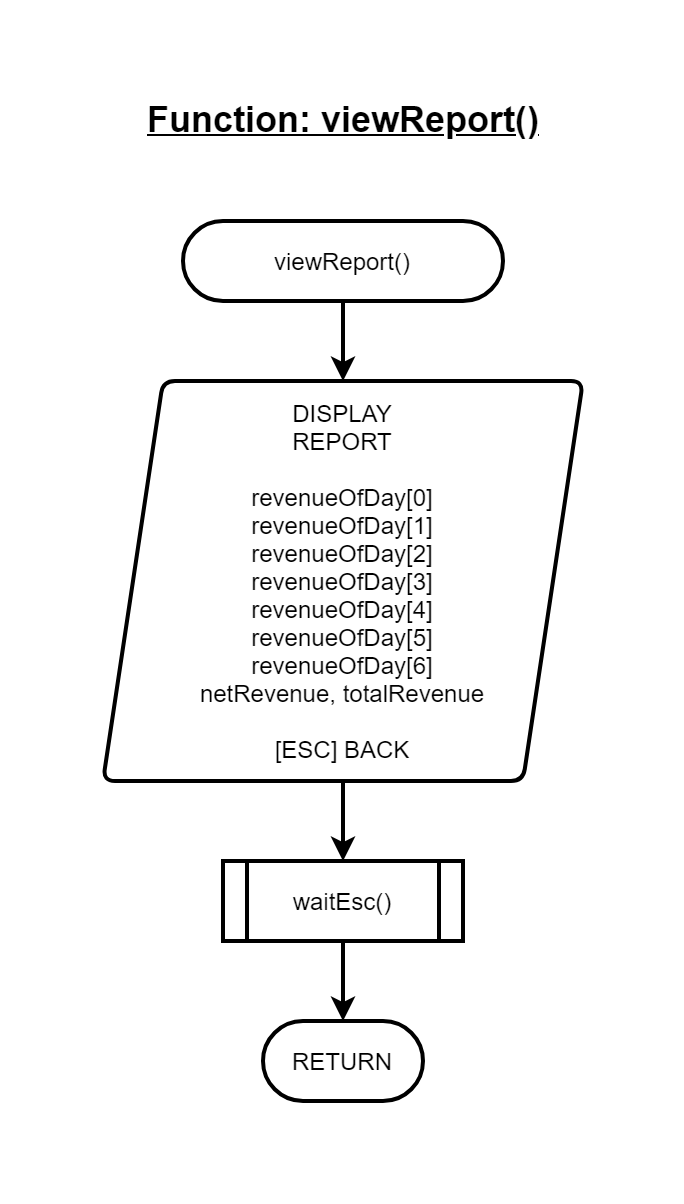 Function: viewReport()
viewReport()
DISPLAY
REPORT
revenueOfDay[0]
revenueOfDay[1]
revenueOfDay[2]
revenueOfDay[3]
revenueOfDay[4]
revenueOfDay[5]
revenueOfDay[6]
netRevenue, totalRevenue
[ESC] BACK
waitEsc()
RETURN